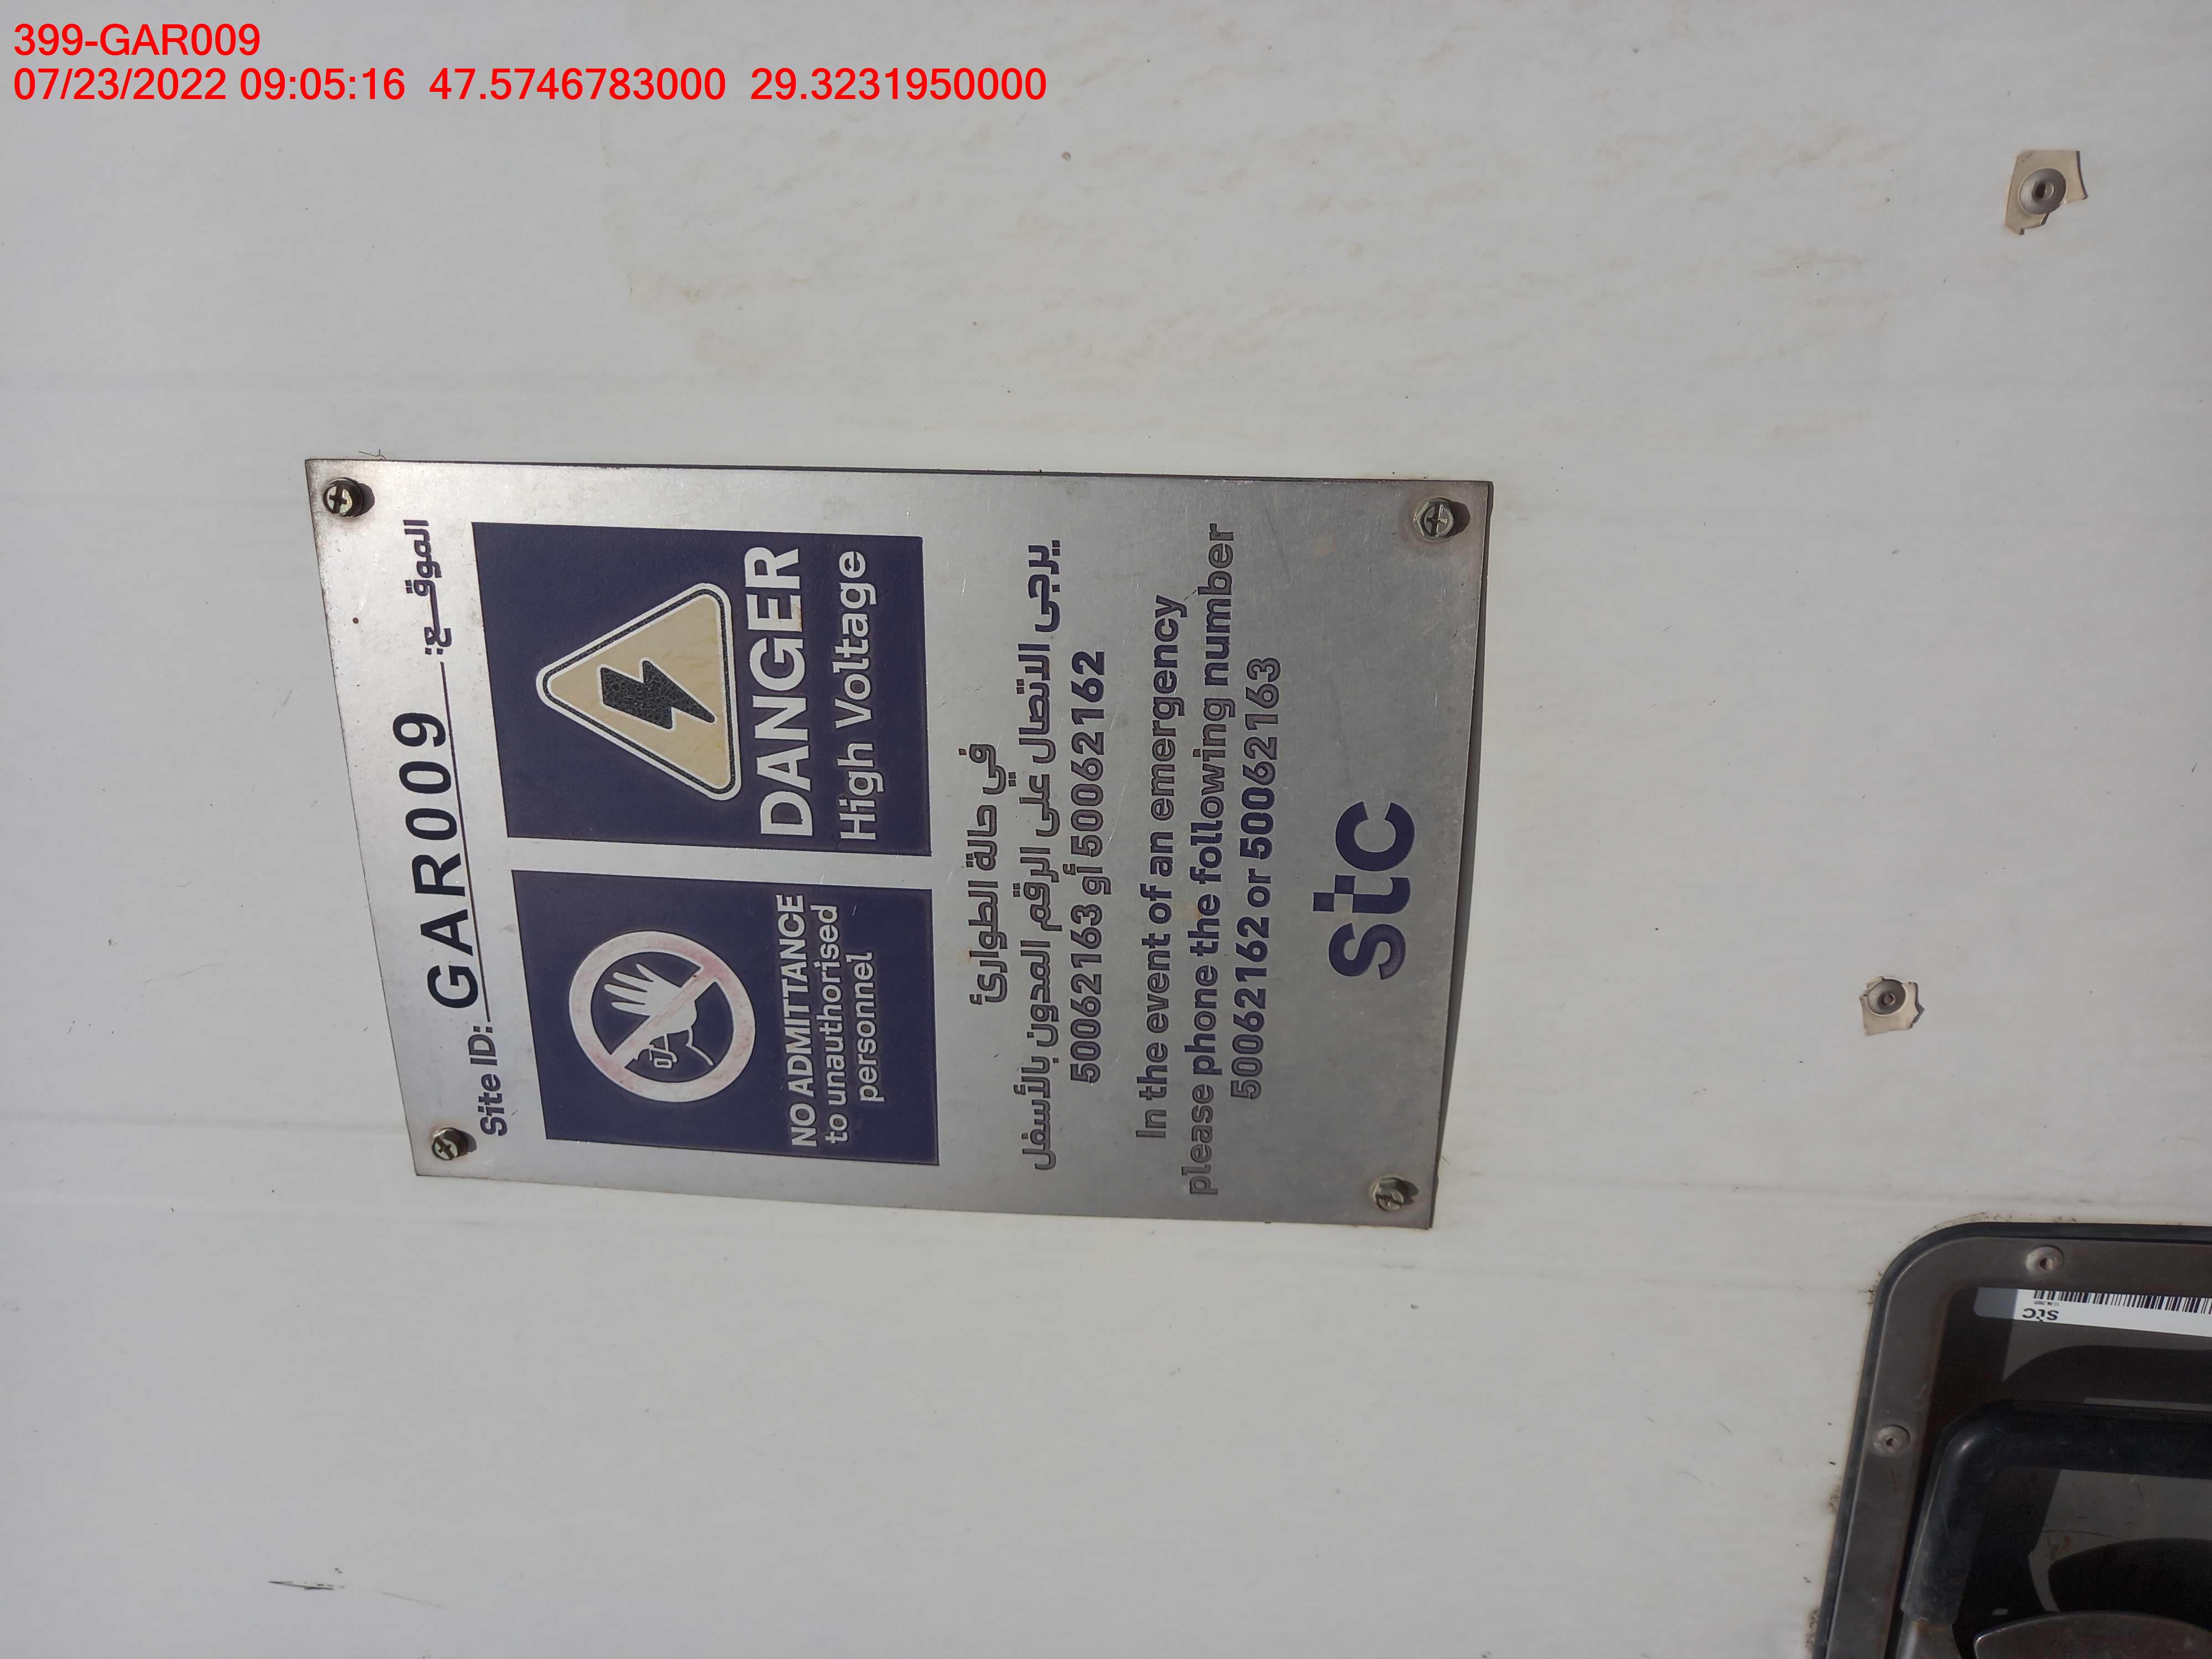 399-GAR009
07/23/2022 09:05:16 47.5746783000 29.3231950000
Site ID: GAR009 الموقـــع:
NO ADMITTANCE
to unauthorised
personnel
DANGER
High Voltage
في حالة الطوارئ
يرجى الاتصال على الرقم المدون بالأسفل
50062163 أو 50062162
In the event of an emergency
please phone the following number
50062162 or 50062163
stc
stc